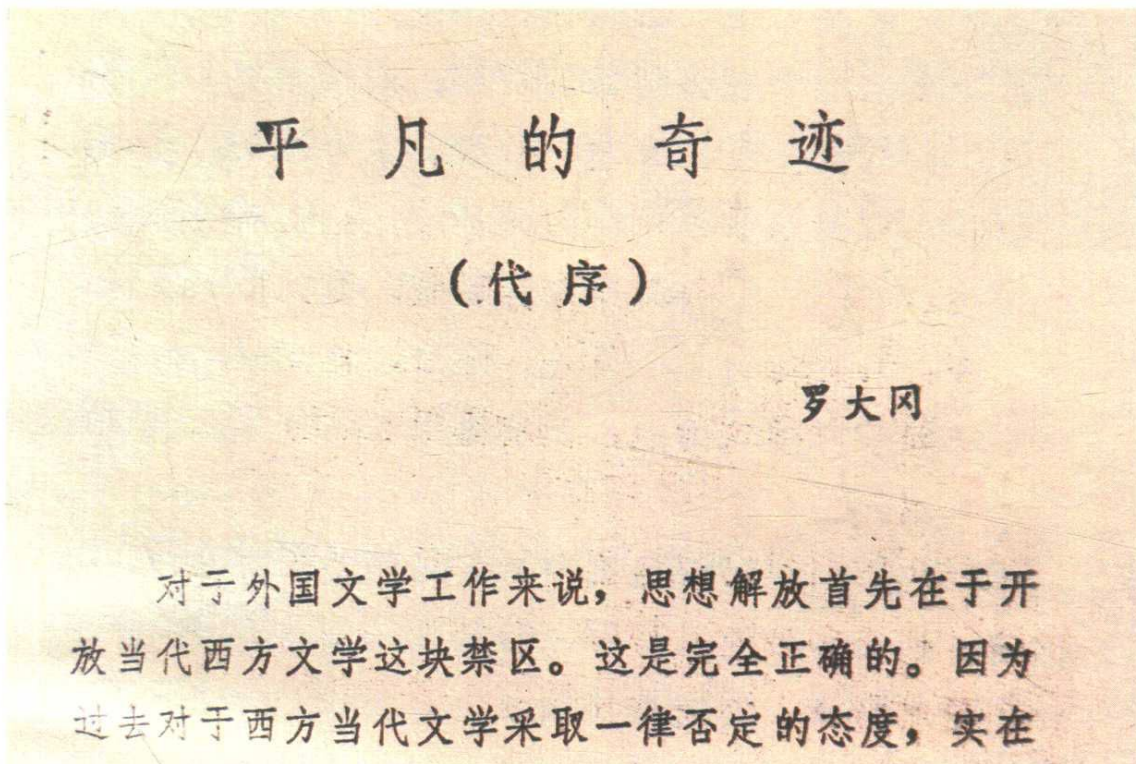 平凡的奇迹
（代序）
罗大冈
对于外国文学工作来说，思想解放首先在于开
放当代西方文学这块禁区。这是完全正确的。因为
过去对于西方当代文学采取一律否定的态度，实在